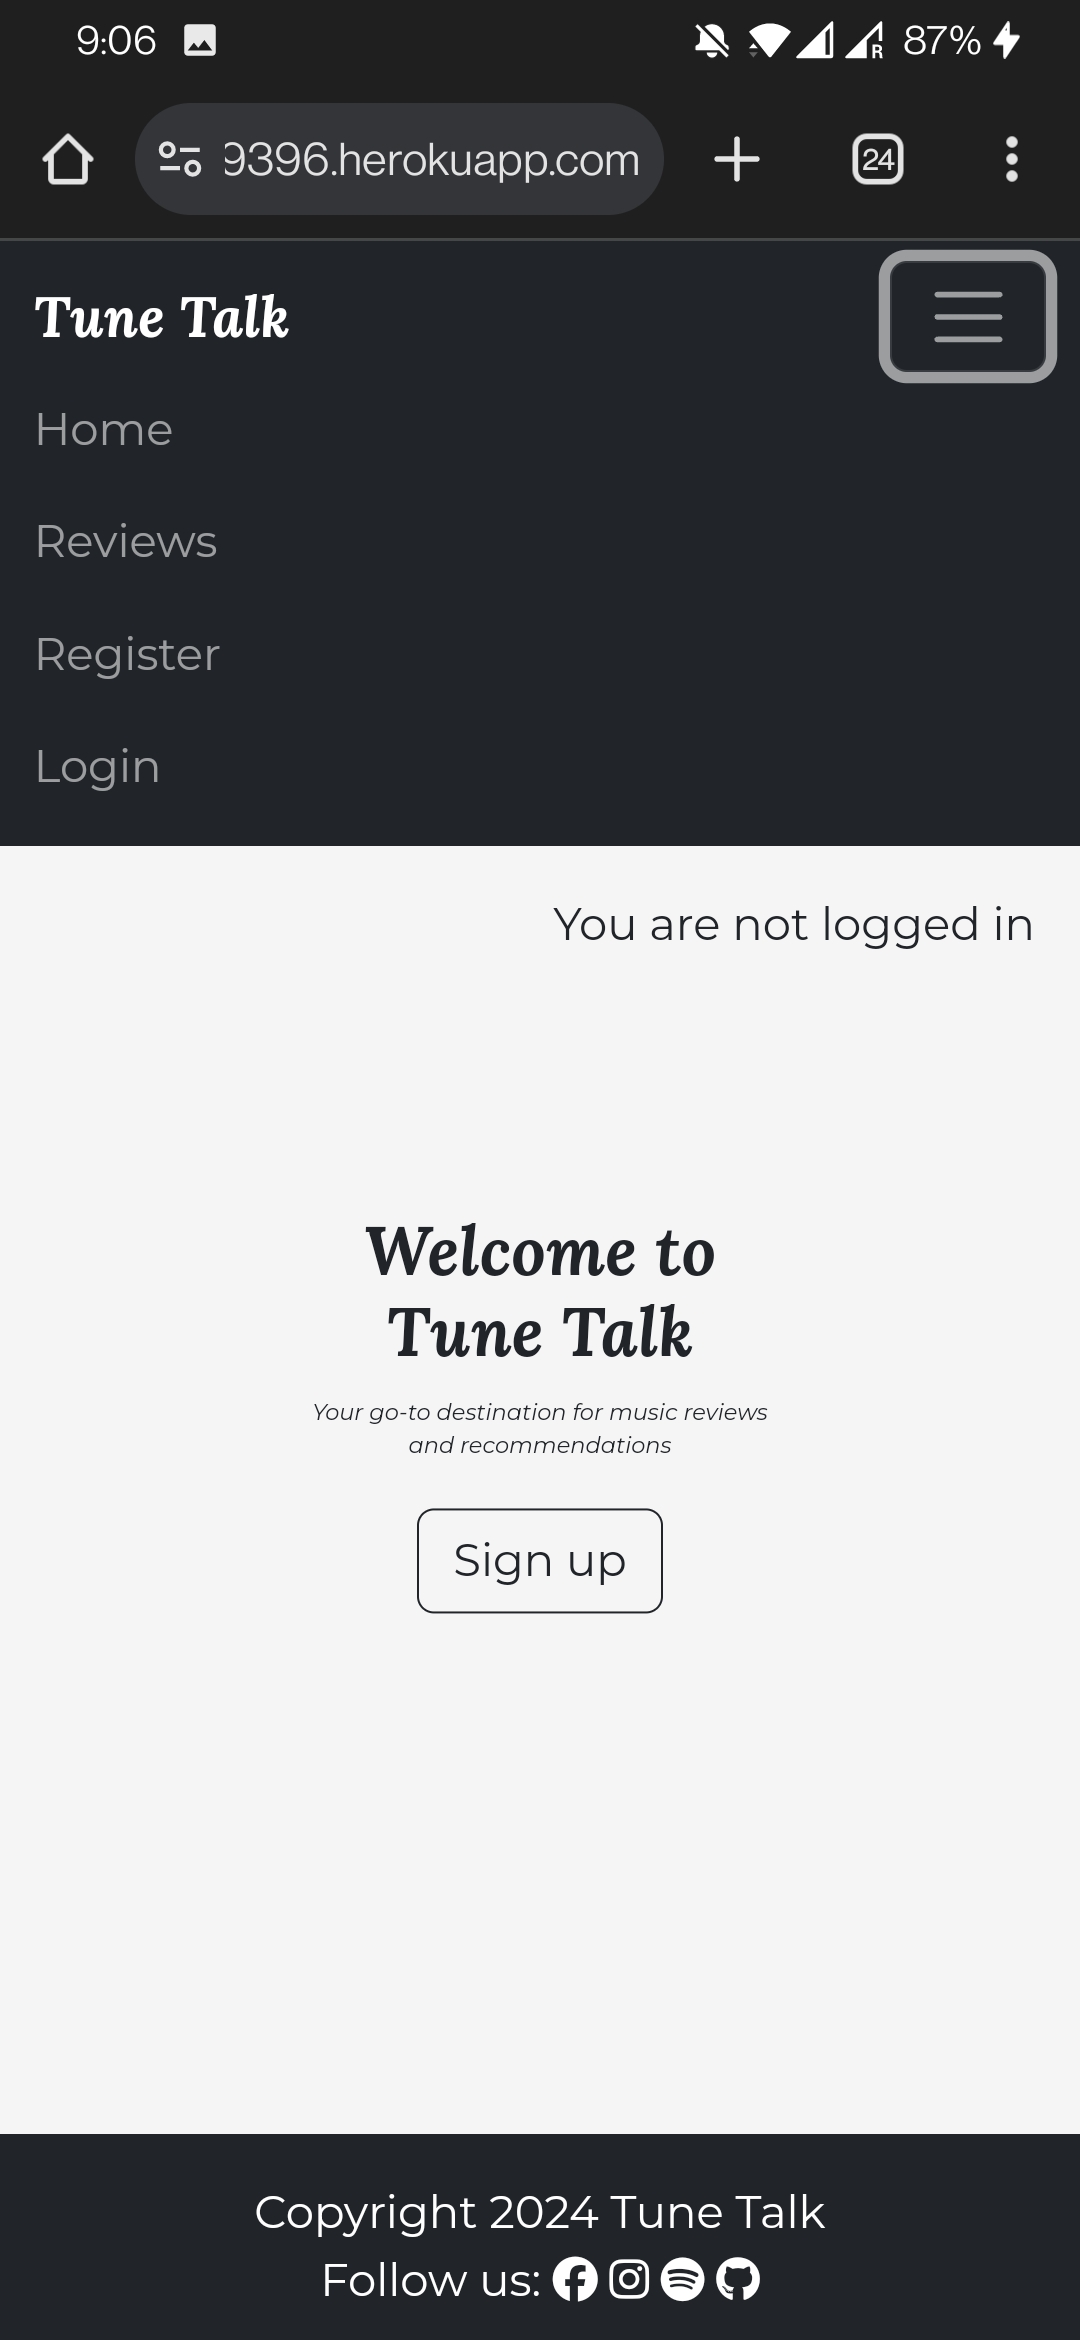 9:06
87%
9396.herokuapp.com
24
Tune Talk
Home
Reviews
Register
Login
You are not logged in
Welcome to
Tune Talk
Your go-to destination for music reviews
and recommendations
Sign up
Copyright 2024 Tune Talk
Follow us: